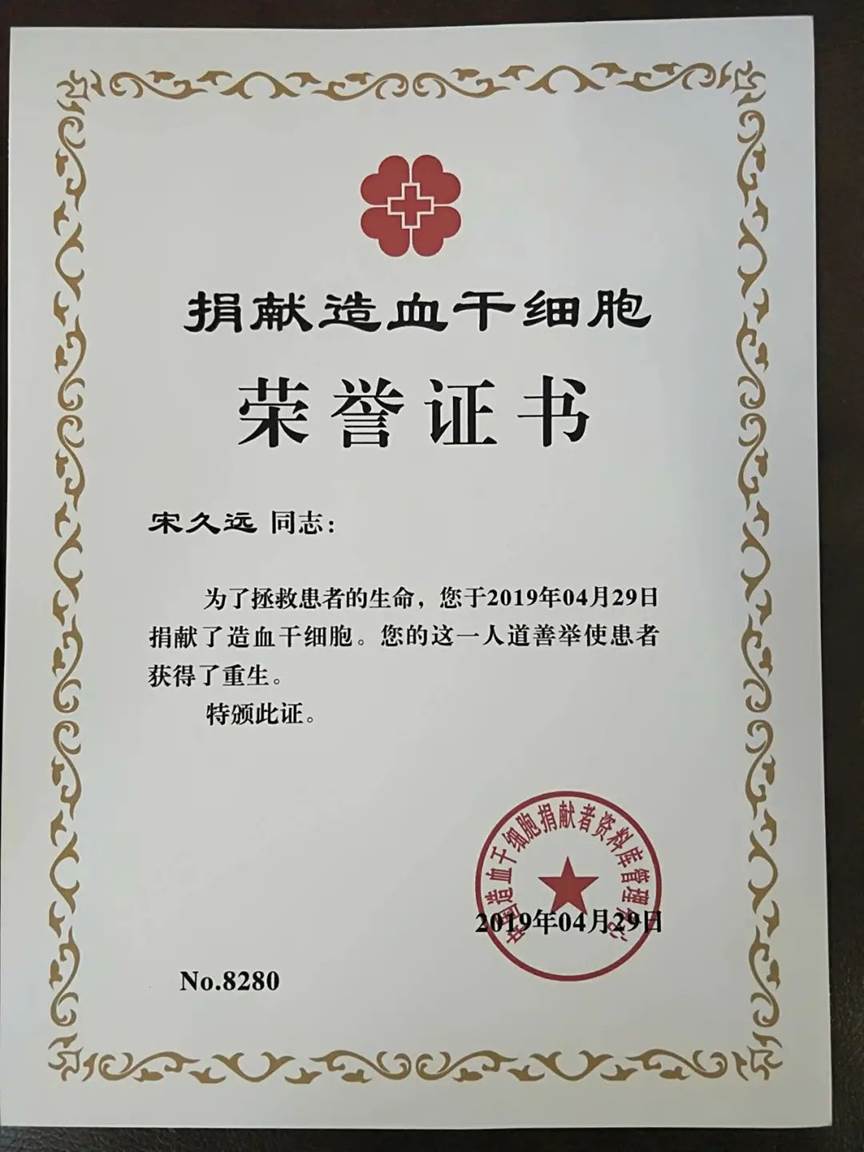 捐献造血干细胞
荣誉证书
宋久远 同志：
为了拯救患者的生命，您于2019年04月29日
捐献了造血干细胞。您的这一人道善举使患者
获得了重生。
特颁此证。
中国造血干细胞捐献者资料库管理中心
2019年04月29日
No.8280